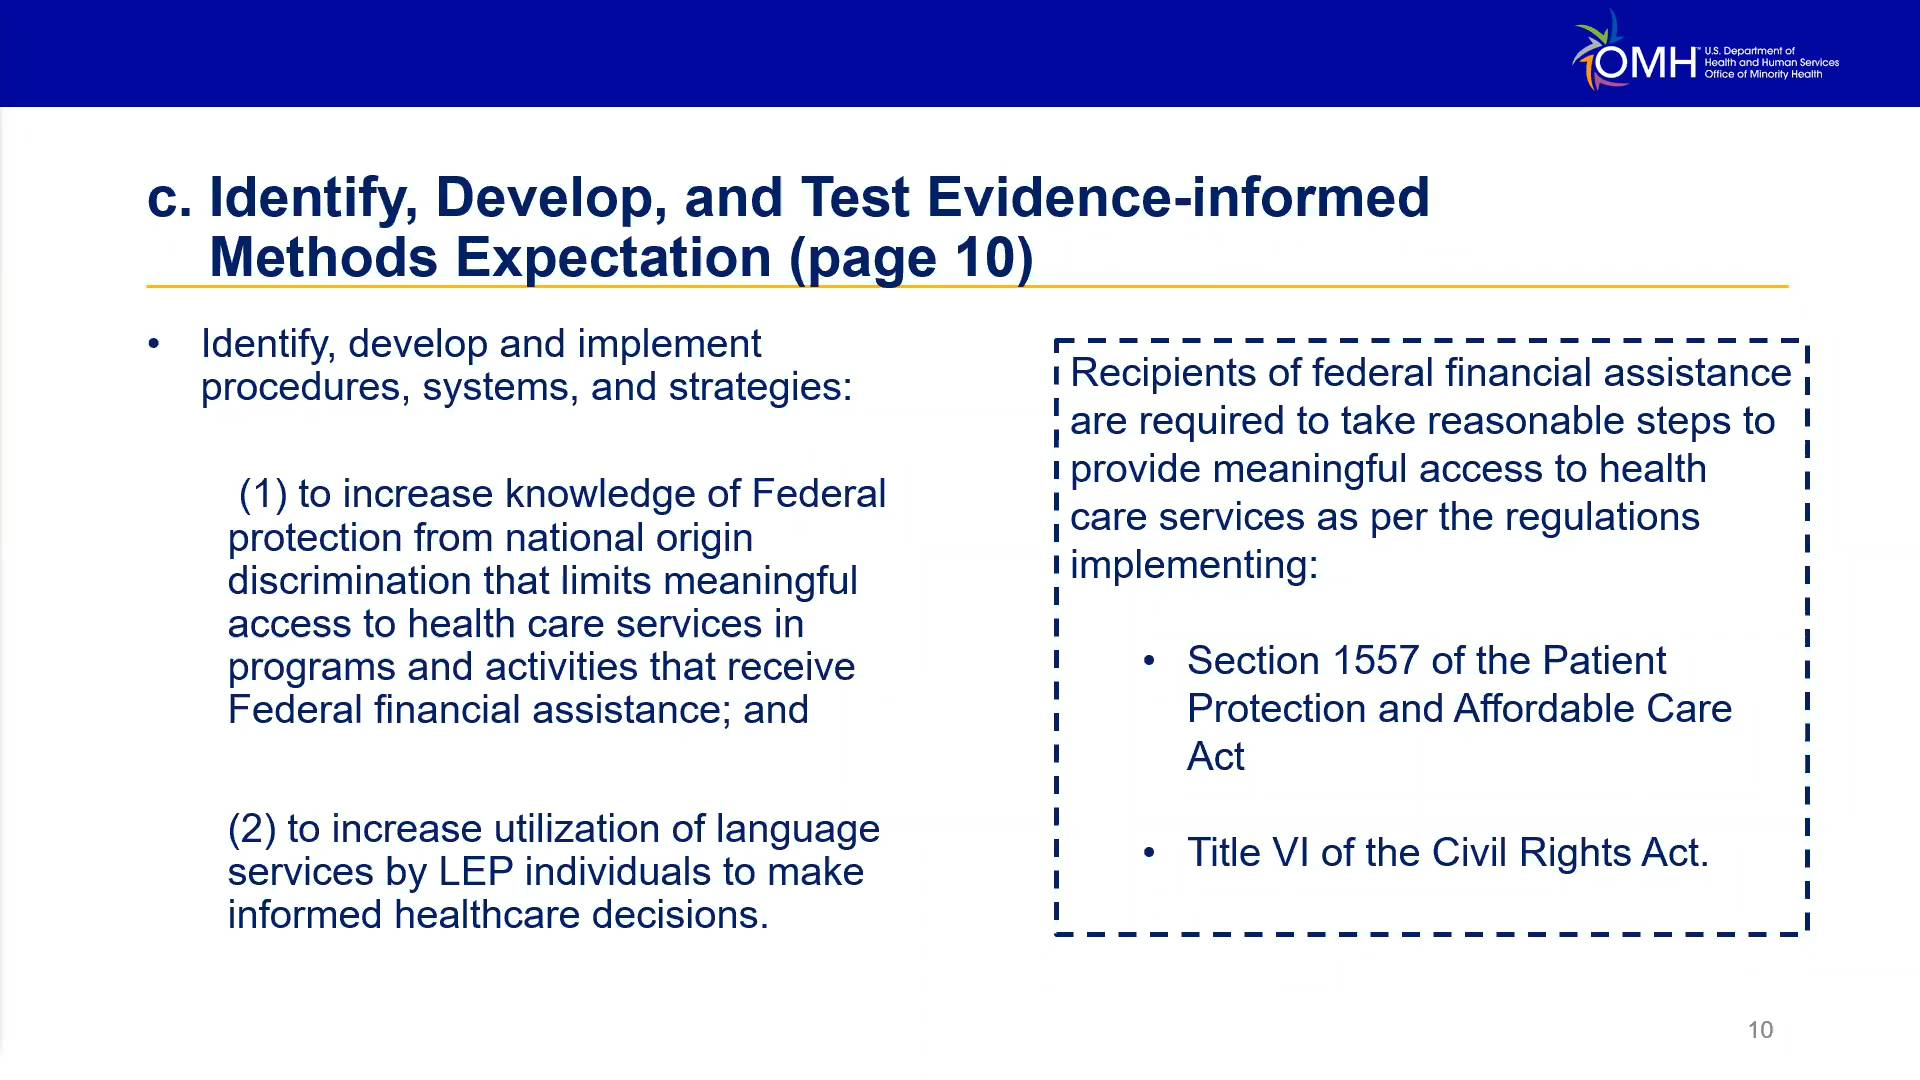 OMH™ U.S. Department of
Health and Human Services
Office of Minority Health
c. Identify, Develop, and Test Evidence-informed
Methods Expectation (page 10)
• Identify, develop and implement
procedures, systems, and strategies:
(1) to increase knowledge of Federal
protection from national origin
discrimination that limits meaningful
access to health care services in
programs and activities that receive
Federal financial assistance; and
(2) to increase utilization of language
services by LEP individuals to make
informed healthcare decisions.
Recipients of federal financial assistance
are required to take reasonable steps to
provide meaningful access to health
care services as per the regulations
implementing:
• Section 1557 of the Patient
Protection and Affordable Care
Act
• Title VI of the Civil Rights Act.
10